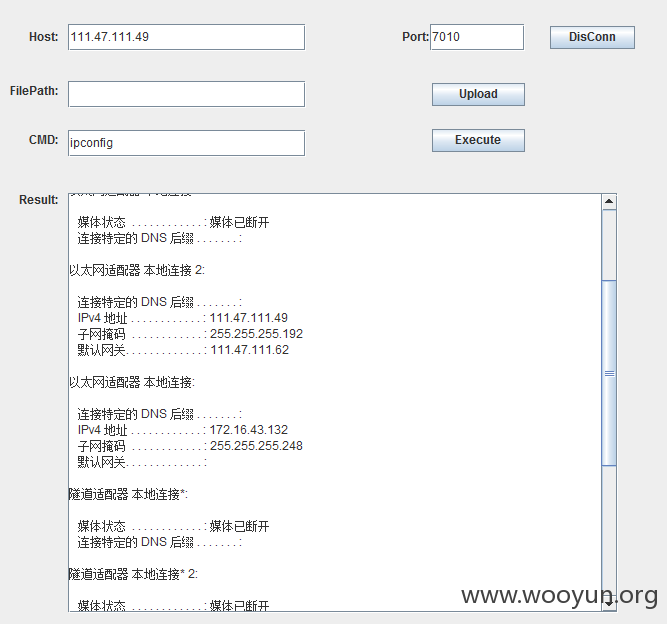 Host: 111.47.111.49 Port: 7010 DisConn
FilePath: Upload
CMD: ipconfig Execute
Result:
媒体状态 . . . . . . . . . . . . : 媒体已断开
连接特定的 DNS 后缀 . . . . . . . :
以太网适配器 本地连接 2:
连接特定的 DNS 后缀 . . . . . . . :
IPv4 地址 . . . . . . . . . . . . : 111.47.111.49
子网掩码 . . . . . . . . . . . . : 255.255.255.192
默认网关. . . . . . . . . . . . . : 111.47.111.62
以太网适配器 本地连接:
连接特定的 DNS 后缀 . . . . . . . :
IPv4 地址 . . . . . . . . . . . . : 172.16.43.132
子网掩码 . . . . . . . . . . . . : 255.255.255.248
默认网关. . . . . . . . . . . . . :
隧道适配器 本地连接*:
媒体状态 . . . . . . . . . . . . : 媒体已断开
连接特定的 DNS 后缀 . . . . . . . :
隧道适配器 本地连接* 2:
媒体状态 . . . . . . . . . . . . : 媒体已断开
www.wooyun.org